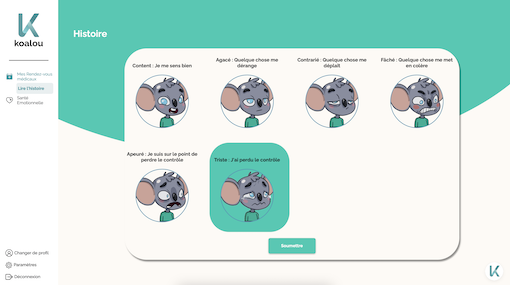 koalou
Mes Rendez-vous
médicaux
Lire l'histoire
Santé
Emotionnelle
Changer de profil
Paramètres
Déconnexion
Histoire
Content : Je me sens bien
Agacé : Quelque chose me
dérange
Contrarié : Quelque chose me
déplaît
Fâché : Quelque chose me met
en colère
Apeuré : Je suis sur le point de
perdre le contrôle
Triste : J'ai perdu le contrôle
Soumettre